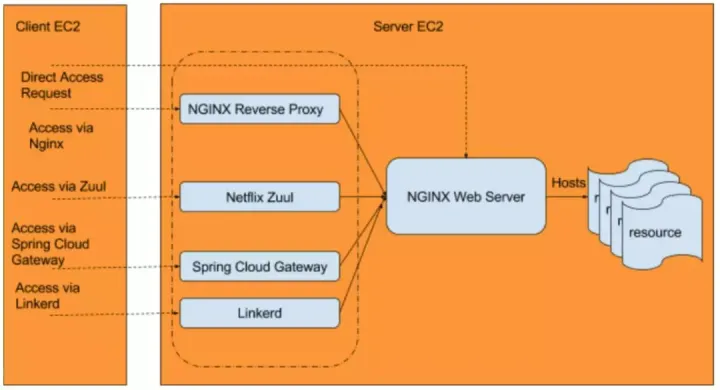 Client EC2
Server EC2
Direct Access
Request
NGINX Reverse Proxy
Access via
Nginx
Access via Zuul
Netflix Zuul
NGINX Web Server
Hosts
r
r
r
resource
Access via
Spring Cloud
Gateway
Spring Cloud Gateway
Access via
Linkerd
Linkerd